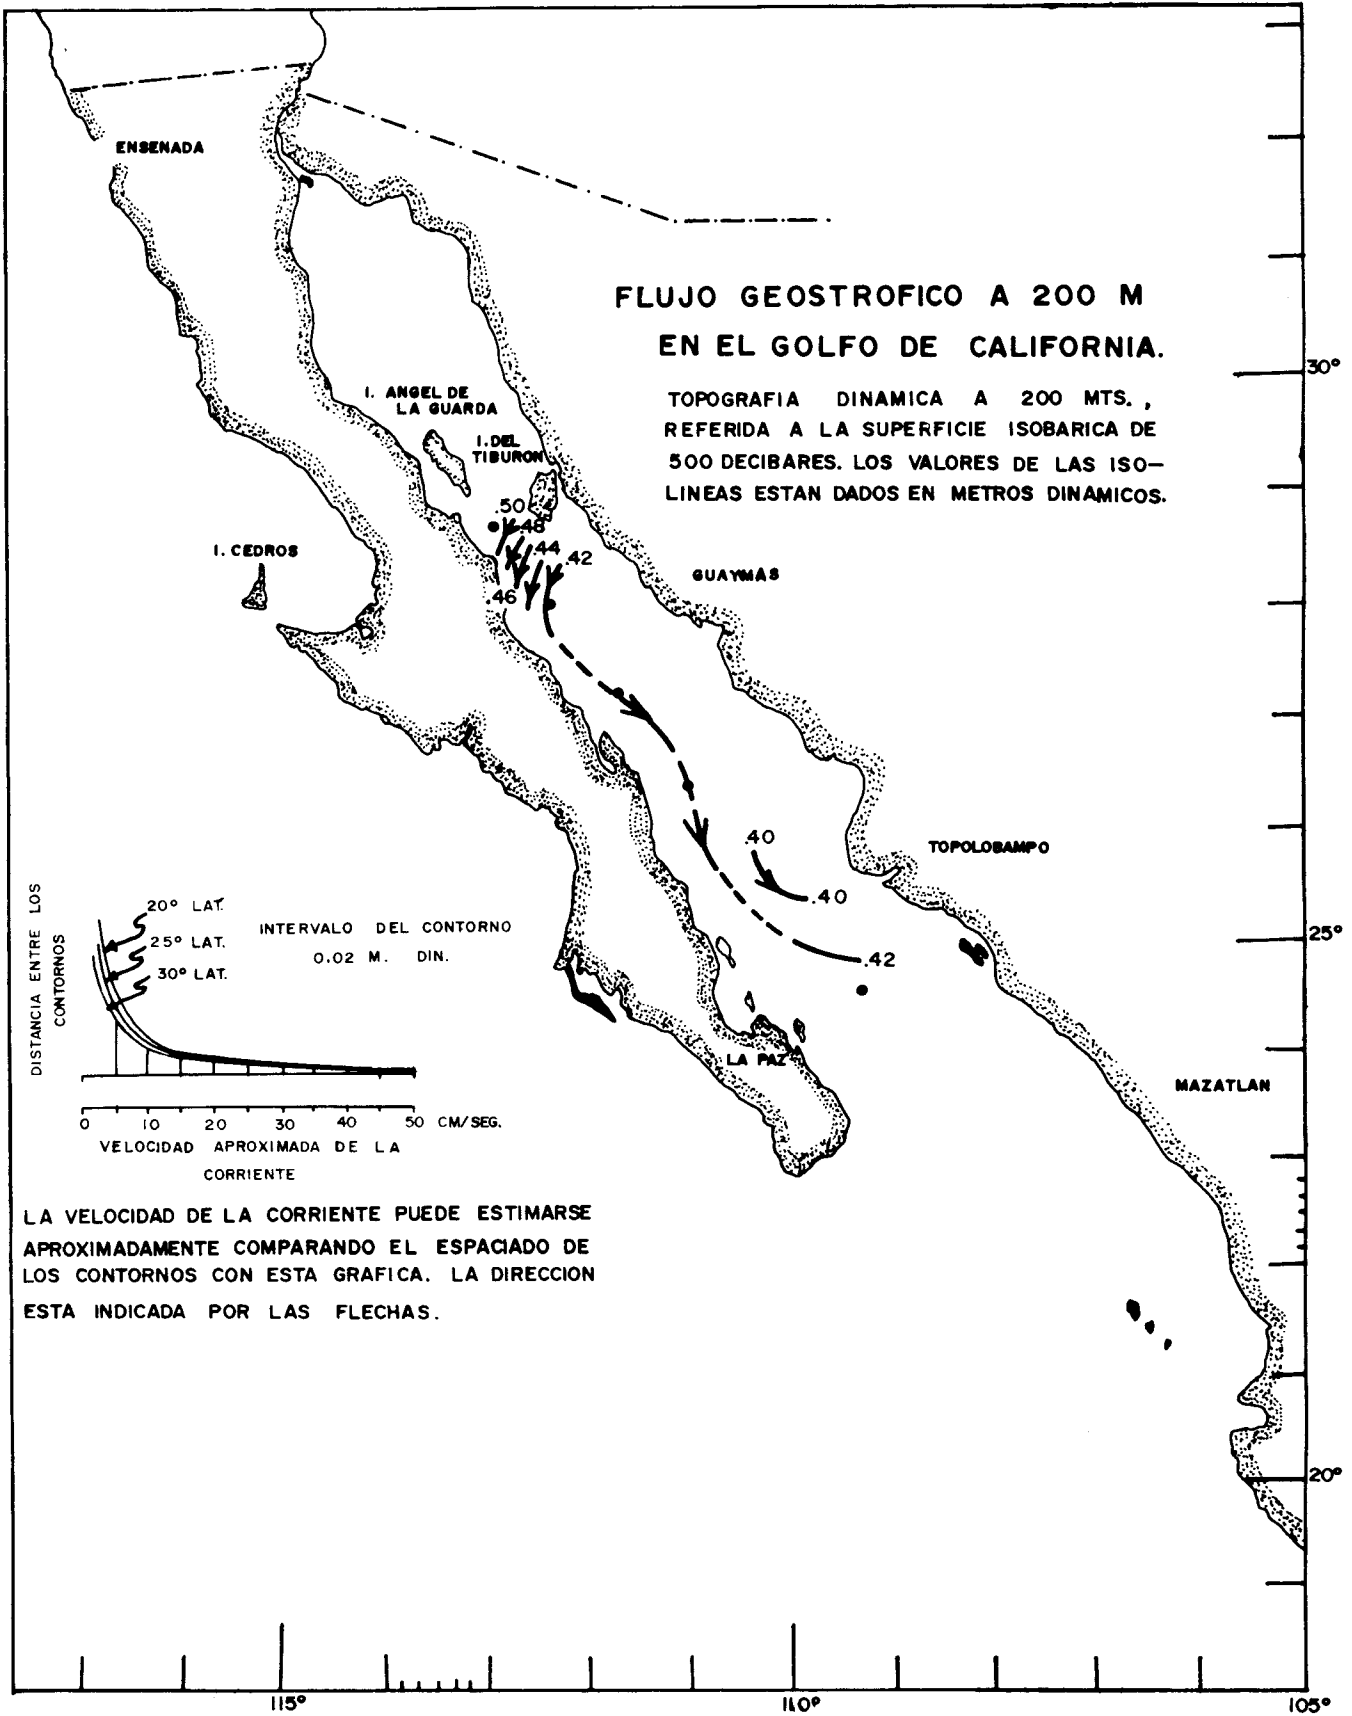 ENSENADA
FLUJO GEOSTROFICO A 200 M
EN EL GOLFO DE CALIFORNIA.
TOPOGRAFIA DINAMICA A 200 MTS.,
REFERIDA A LA SUPERFICIE ISOBARICA DE
500 DECIBARES. LOS VALORES DE LAS ISO-
LINEAS ESTAN DADOS EN METROS DINAMICOS.
30°
I. ANGEL DE
LA GUARDA
I. DEL
TIBURON
.50
.48
.44
.42
.46
I. CEDROS
GUAYMAS
TOPOLOBAMPO
.40
.40
.42
25°
LA PAZ
MAZATLAN
20°
DISTANCIA ENTRE LOS
CONTORNOS
20° LAT.
25° LAT.
30° LAT.
INTERVALO DEL CONTORNO
0.02 M. DIN.
0 10 20 30 40 50 CM/SEG.
VELOCIDAD APROXIMADA DE LA
CORRIENTE
LA VELOCIDAD DE LA CORRIENTE PUEDE ESTIMARSE
APROXIMADAMENTE COMPARANDO EL ESPACIADO DE
LOS CONTORNOS CON ESTA GRAFICA. LA DIRECCION
ESTA INDICADA POR LAS FLECHAS.
115° 110° 105°